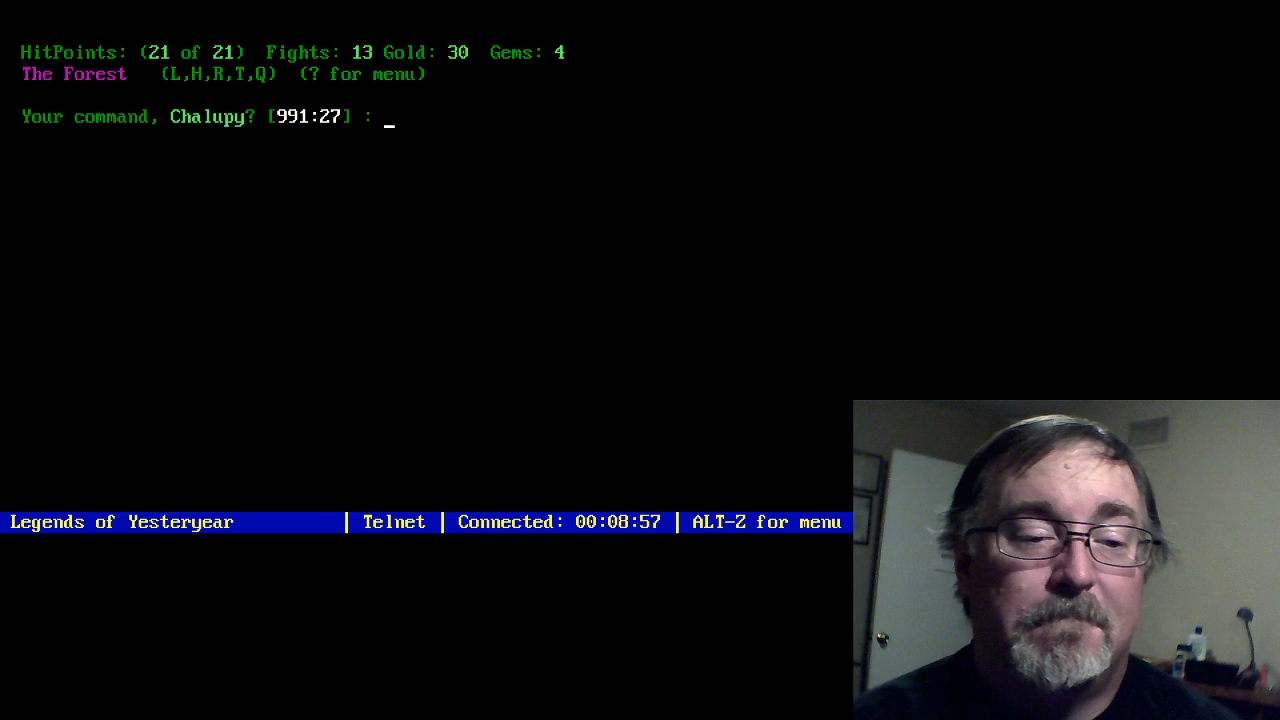 HitPoints: (21 of 21)  Fights: 13 Gold: 30  Gems: 4
The Forest   (L,H,R,T,Q)  (? for menu)
Your command, Chalupy? [991:27] : _
Legends of Yesteryear | Telnet | Connected: 00:08:57 | ALT-Z for menu